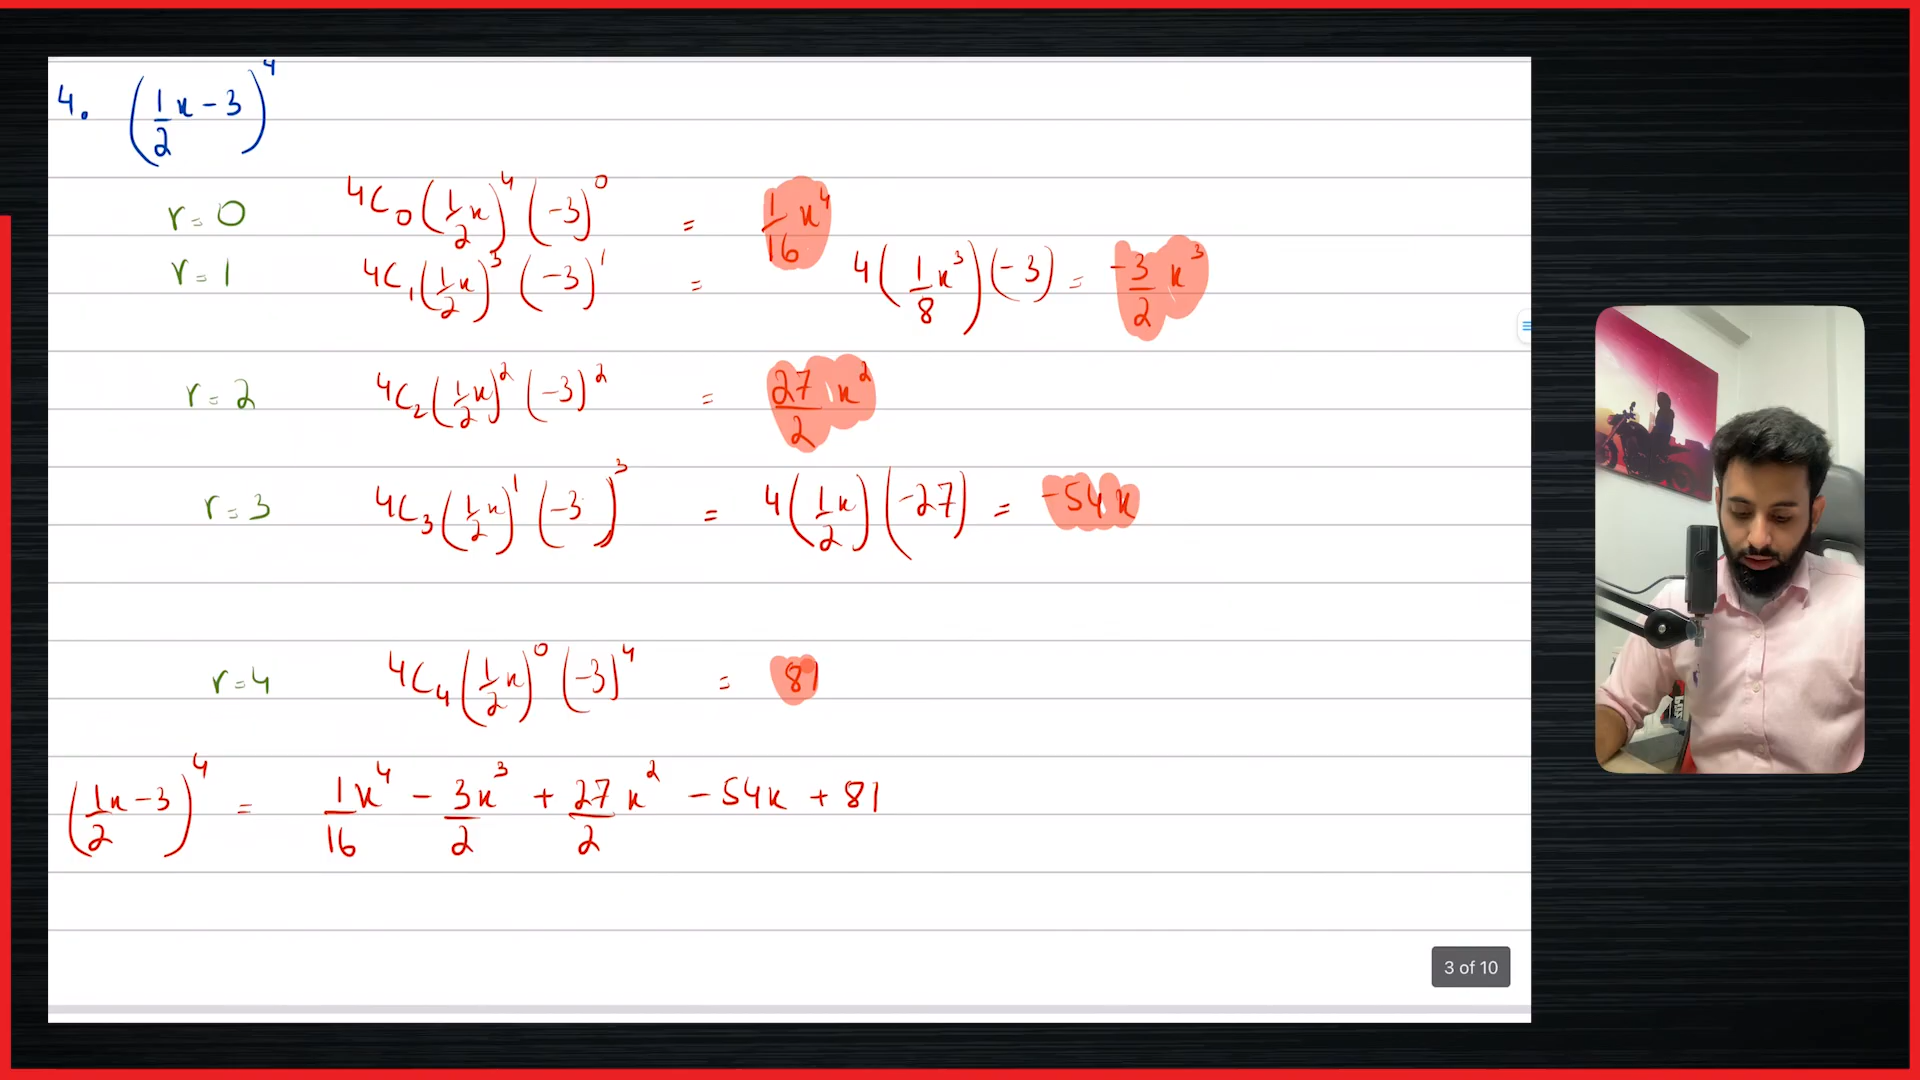 4. (1/2 x - 3)^4
r = 0 4C0 (1/2 x)^4 (-3)^0 = 1/16 x^4
r = 1 4C1 (1/2 x)^3 (-3)^1 = 4 (1/8 x^3) (-3) = -3/2 x^3
r = 2 4C2 (1/2 x)^2 (-3)^2 = 27/2 x^2
r = 3 4C3 (1/2 x)^1 (-3)^3 = 4 (1/2 x) (-27) = -54x
r = 4 4C4 (1/2 x)^0 (-3)^4 = 81
(1/2 x - 3)^4 = 1/16 x^4 - 3/2 x^3 + 27/2 x^2 - 54x + 81
3 of 10